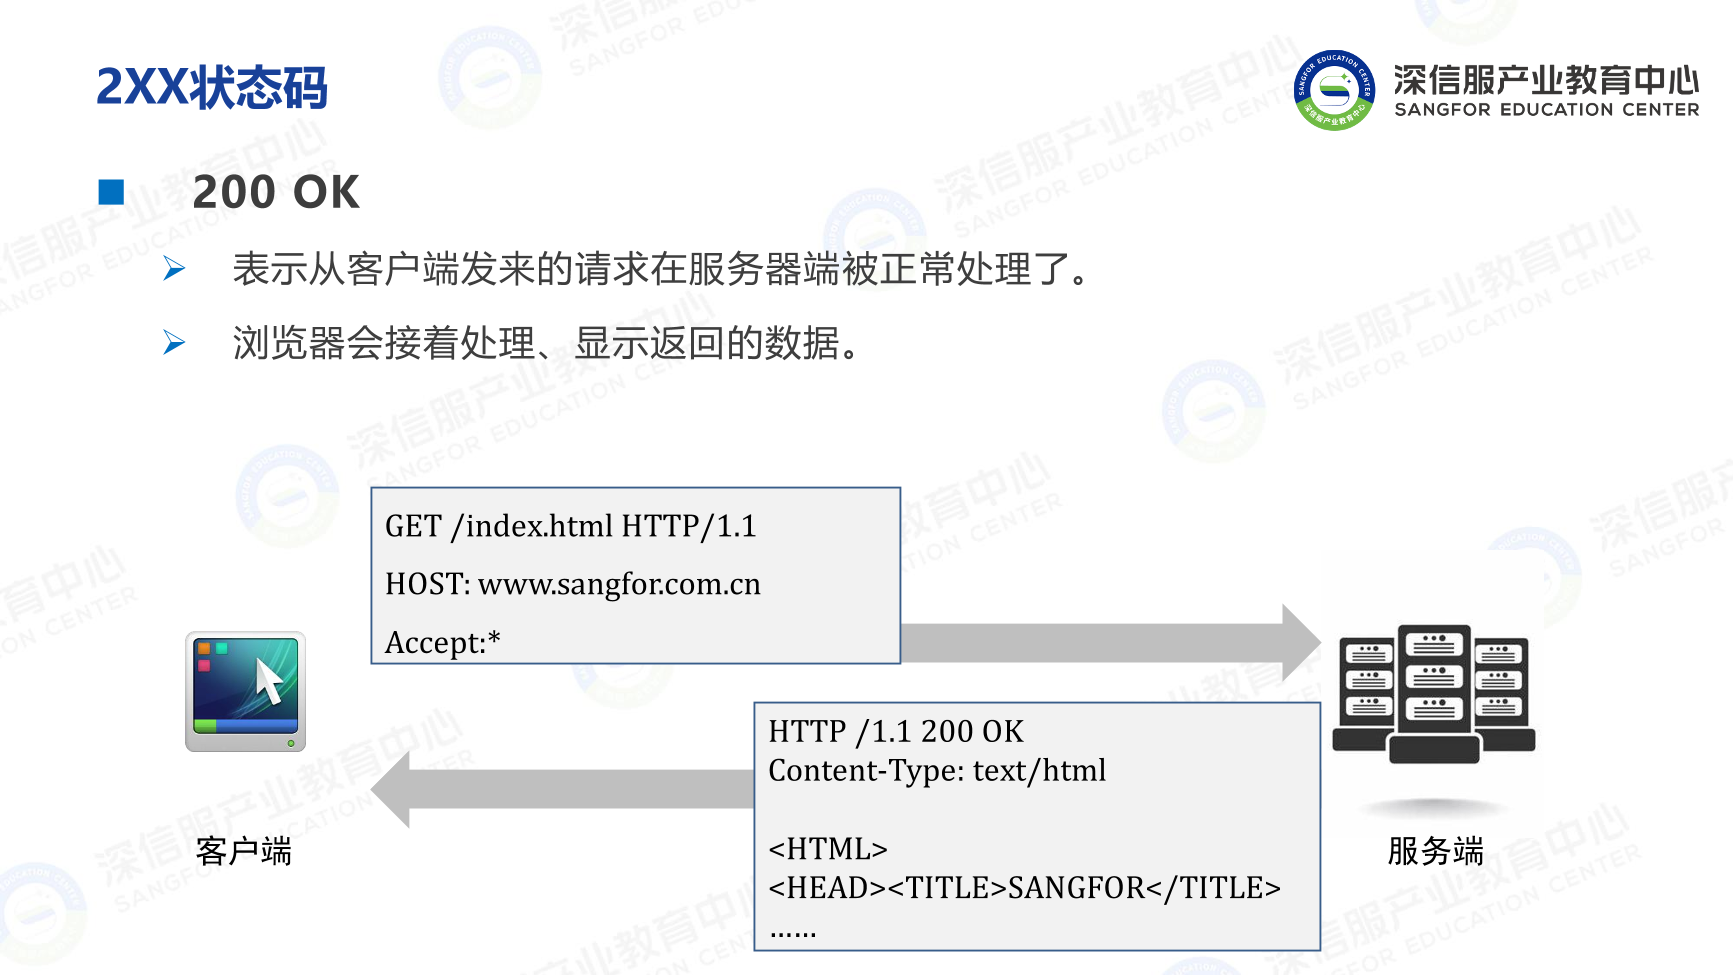 2XX状态码
深信服产业教育中心
SANGFOR EDUCATION CENTER
200 OK
表示从客户端发来的请求在服务器端被正常处理了。
浏览器会接着处理、显示返回的数据。
GET /index.html HTTP/1.1
HOST: www.sangfor.com.cn
Accept:*
HTTP /1.1 200 OK
Content-Type: text/html
<HTML>
<HEAD><TITLE>SANGFOR</TITLE>
……
客户端
服务端